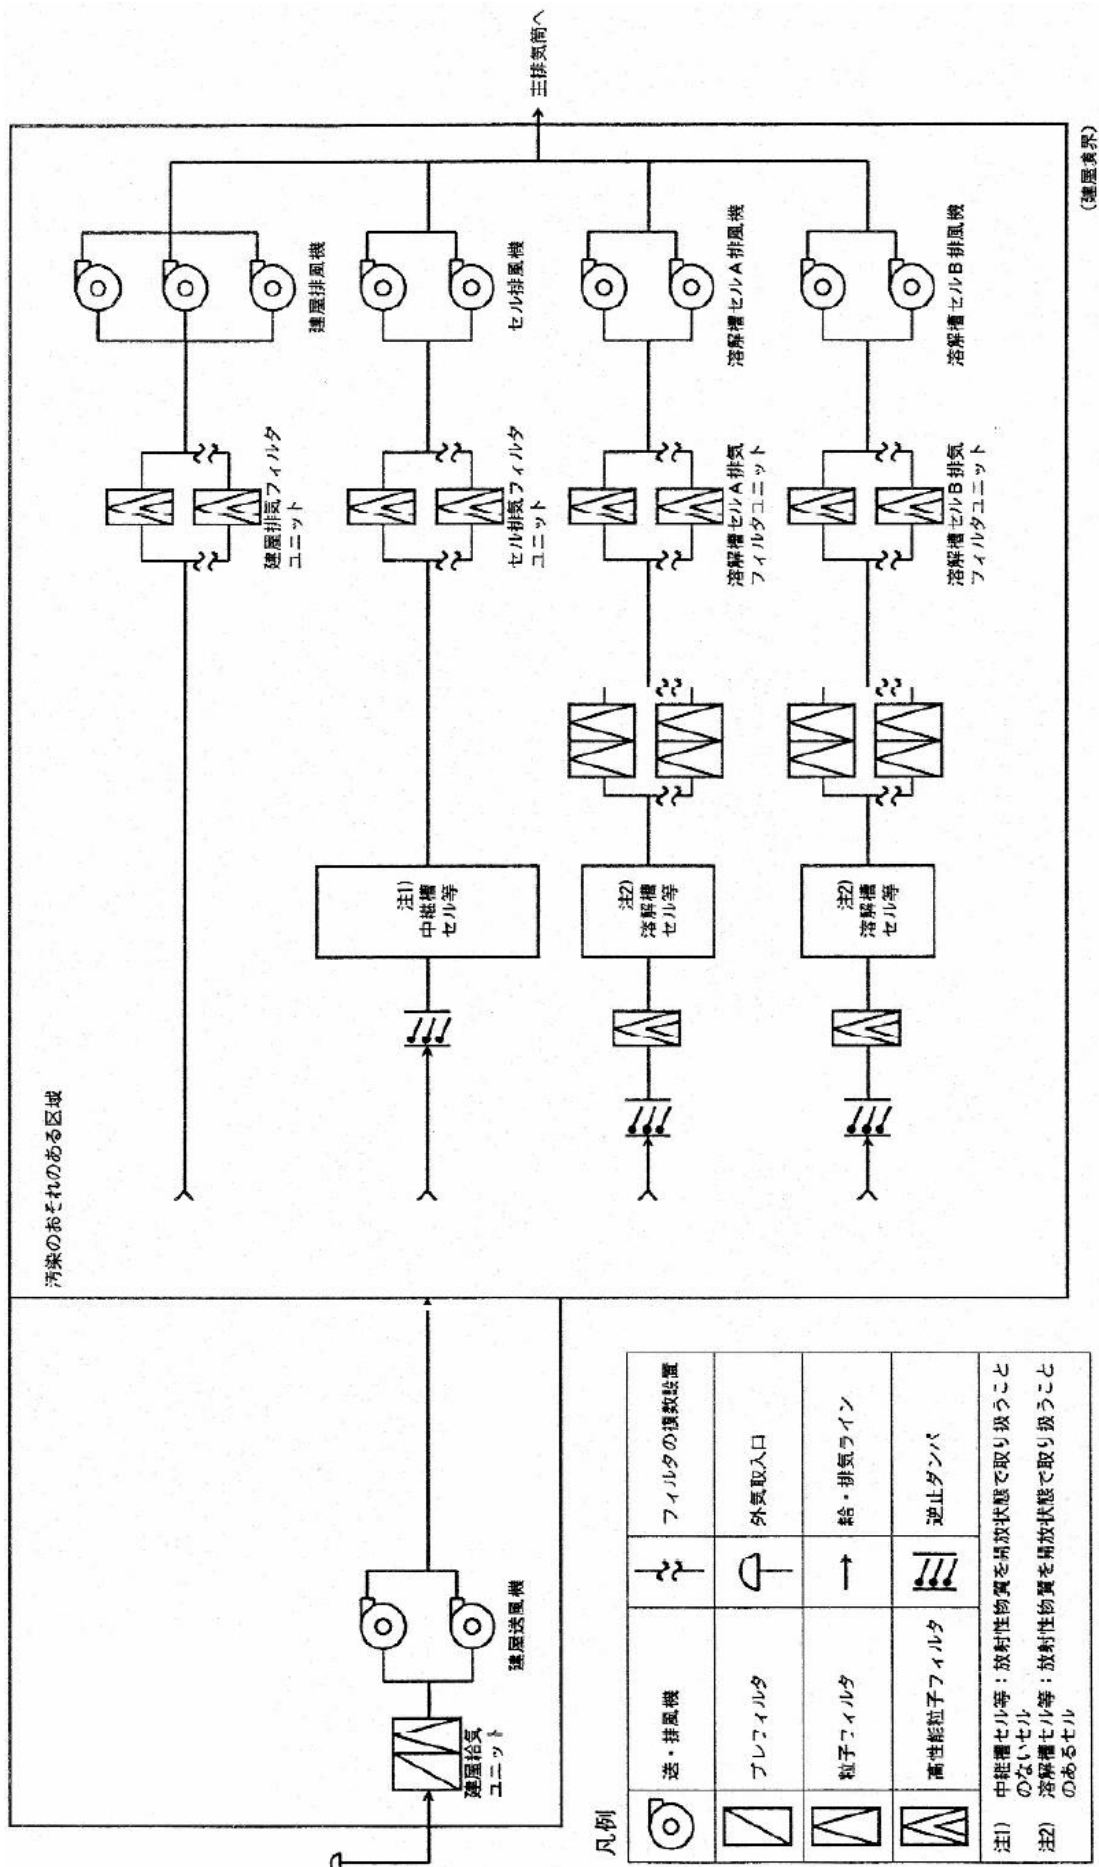 汚染のおそれのある区域
主排気筒へ
(建屋境界)
建屋給気
ユニット
建屋送風機
建屋排気フィルタ
ユニット
建屋排風機
注1)
中継槽
セル等
セル排気フィルタ
ユニット
セル排風機
注2)
溶解槽
セル等
溶解槽セルA排気
フィルタユニット
溶解槽セルA排風機
注2)
溶解槽
セル等
溶解槽セルB排気
フィルタユニット
溶解槽セルB排風機
凡例
送・排風機
フィルタの複数設置
プレフィルタ
外気取入口
粒子フィルタ
給・排気ライン
高性能粒子フィルタ
逆止ダンパ
注1) 中継槽セル等:放射性物質を開放状態で取り扱うこと
のないセル
注2) 溶解槽セル等:放射性物質を開放状態で取り扱うこと
のあるセル